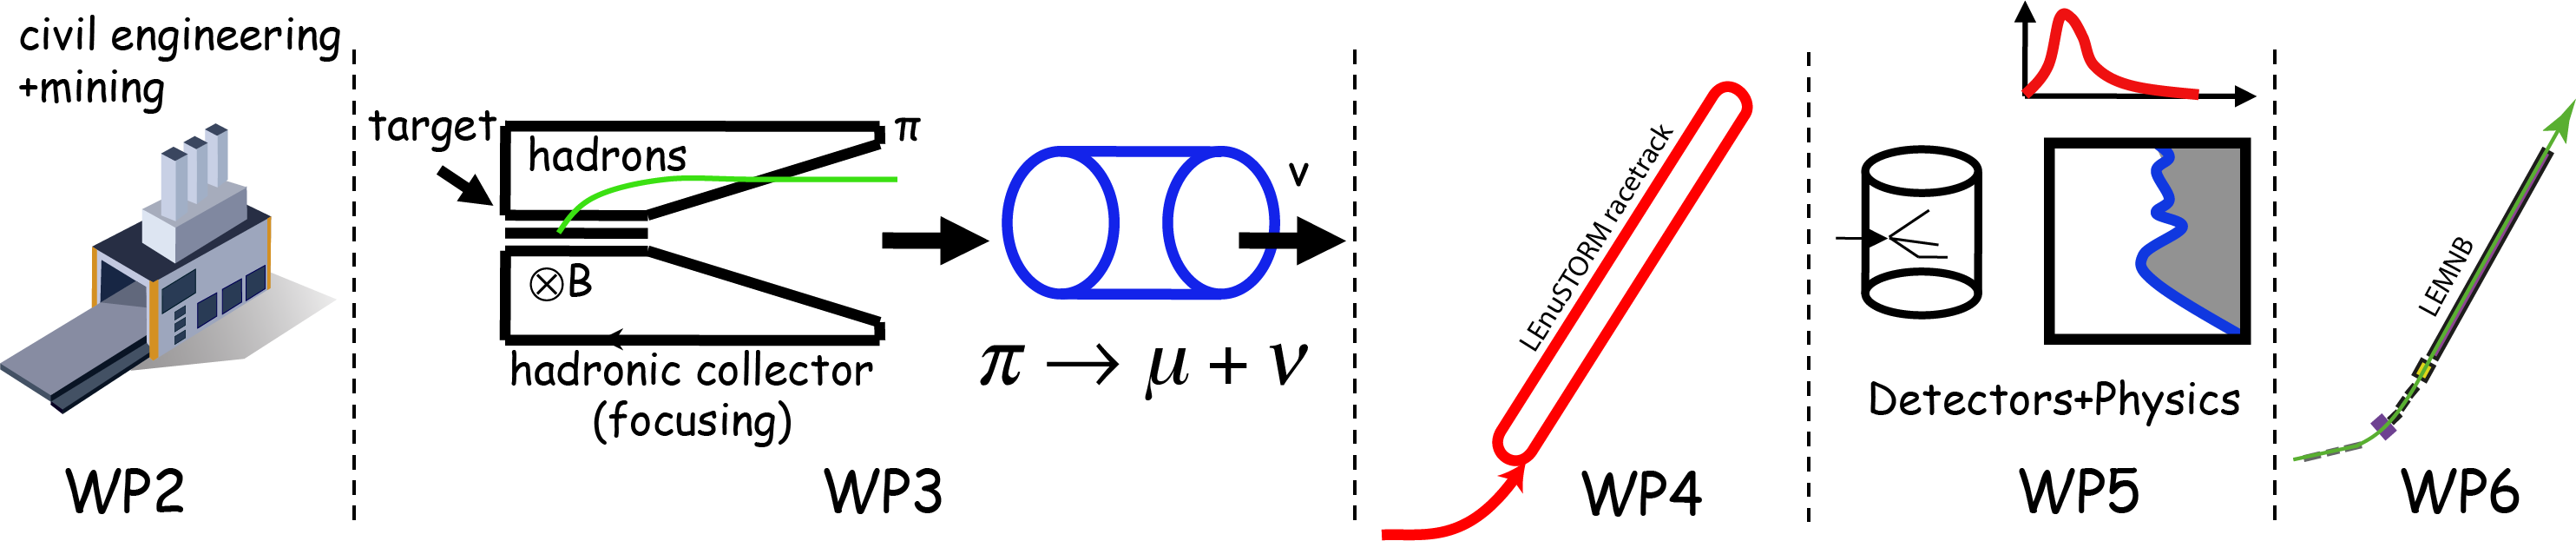 civil engineering
+mining
WP2
target
hadrons
π
⊗B
hadronic collector
(focusing)
ν
π → μ + ν
WP3
LEnuSTORM racetrack
WP4
Detectors+Physics
WP5
LEMNB
WP6